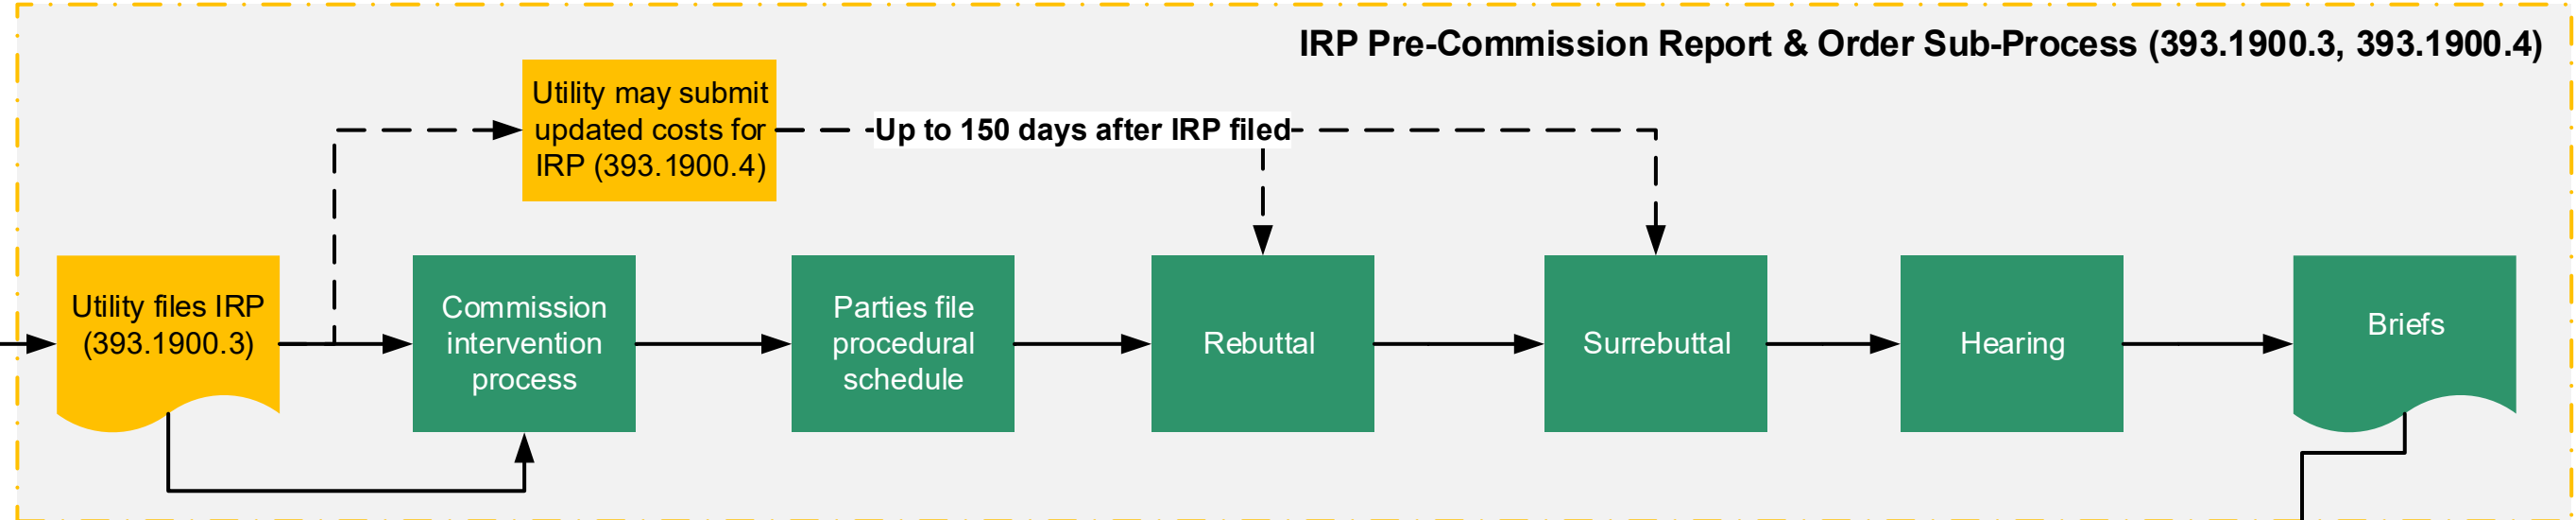 IRP Pre-Commission Report & Order Sub-Process (393.1900.3, 393.1900.4)
Utility may submit
updated costs for
IRP (393.1900.4)
Up to 150 days after IRP filed
Utility files IRP
(393.1900.3)
Commission
intervention
process
Parties file
procedural
schedule
Rebuttal
Surrebuttal
Hearing
Briefs